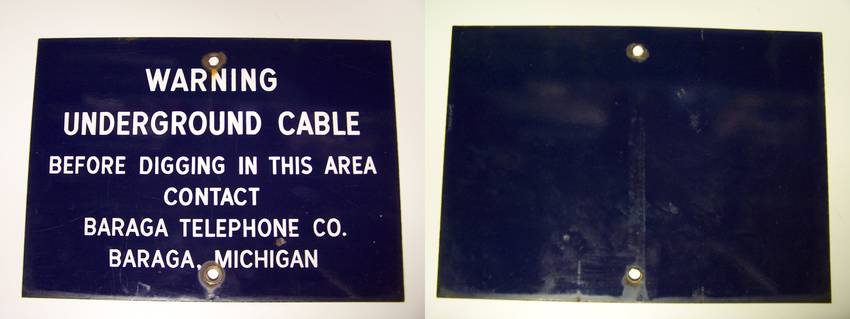 WARNING
UNDERGROUND CABLE
BEFORE DIGGING IN THIS AREA
CONTACT
BARAGA TELEPHONE CO.
BARAGA, MICHIGAN